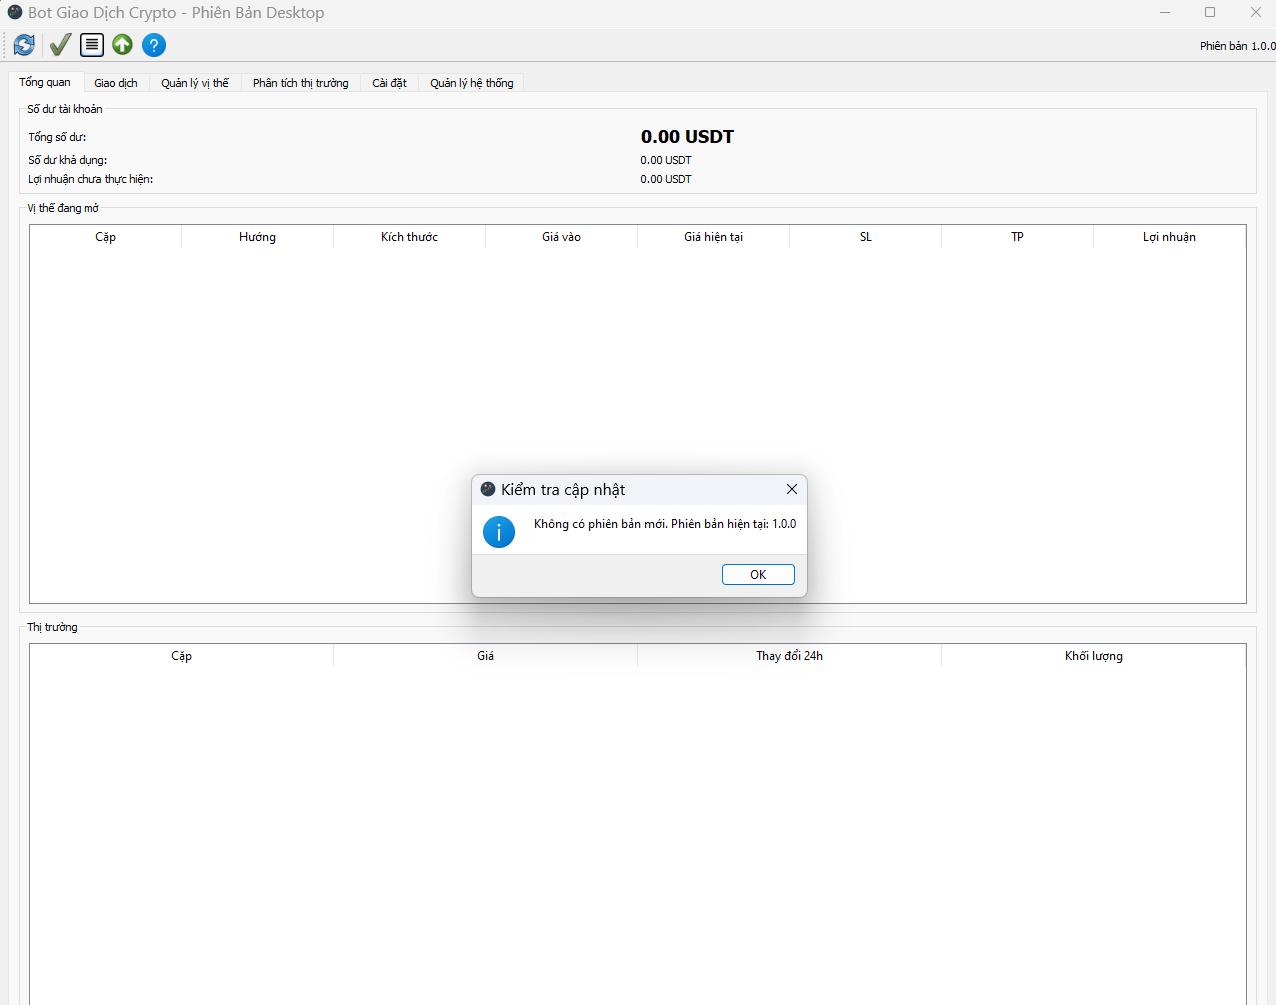 Bot Giao Dịch Crypto - Phiên Bản Desktop
Phiên bản 1.0.0
Tổng quan Giao dịch Quản lý vị thế Phân tích thị trường Cài đặt Quản lý hệ thống
Số dư tài khoản
Tổng số dư: 0.00 USDT
Số dư khả dụng: 0.00 USDT
Lợi nhuận chưa thực hiện: 0.00 USDT
Vị thế đang mở
Cặp Hướng Kích thước Giá vào Giá hiện tại SL TP Lợi nhuận
Kiểm tra cập nhật
Không có phiên bản mới. Phiên bản hiện tại: 1.0.0
OK
Thị trường
Cặp Giá Thay đổi 24h Khối lượng